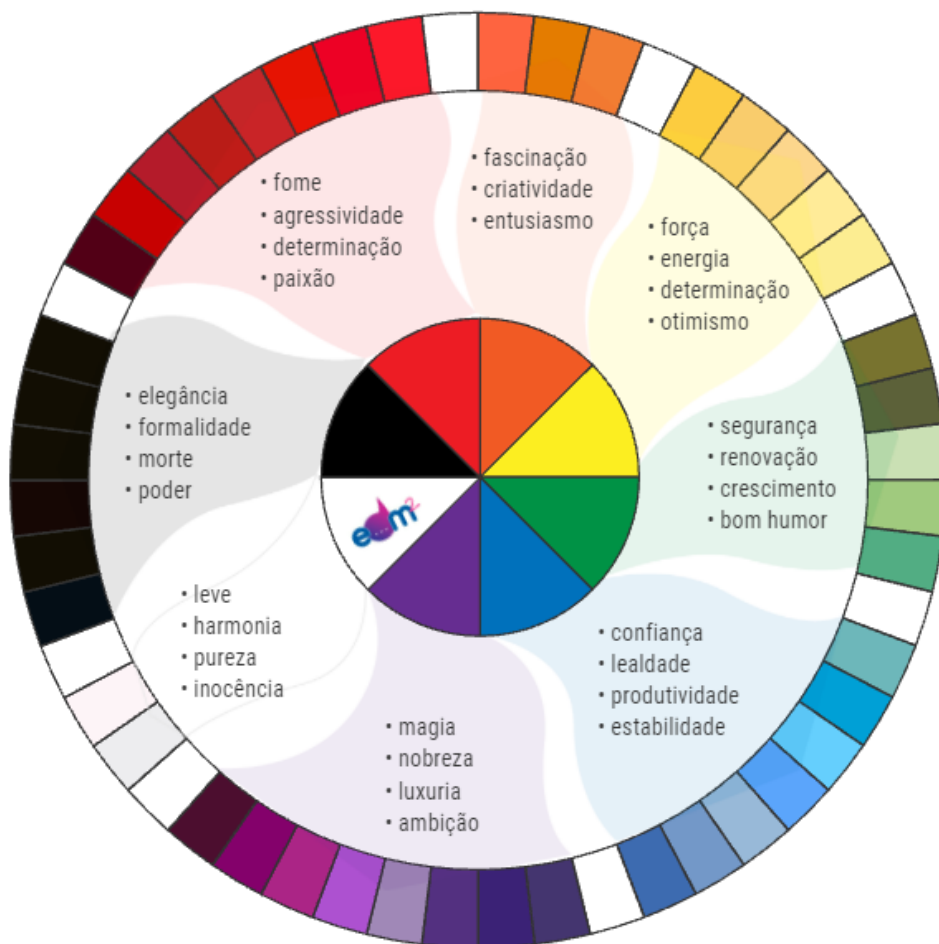 • fascinação
• criatividade
• entusiasmo
• fome
• agressividade
• determinação
• paixão
• força
• energia
• determinação
• otimismo
• elegância
• formalidade
• morte
• poder
• segurança
• renovação
• crescimento
• bom humor
edm2
• leve
• harmonia
• pureza
• inocência
• confiança
• lealdade
• produtividade
• estabilidade
• magia
• nobreza
• luxuria
• ambição